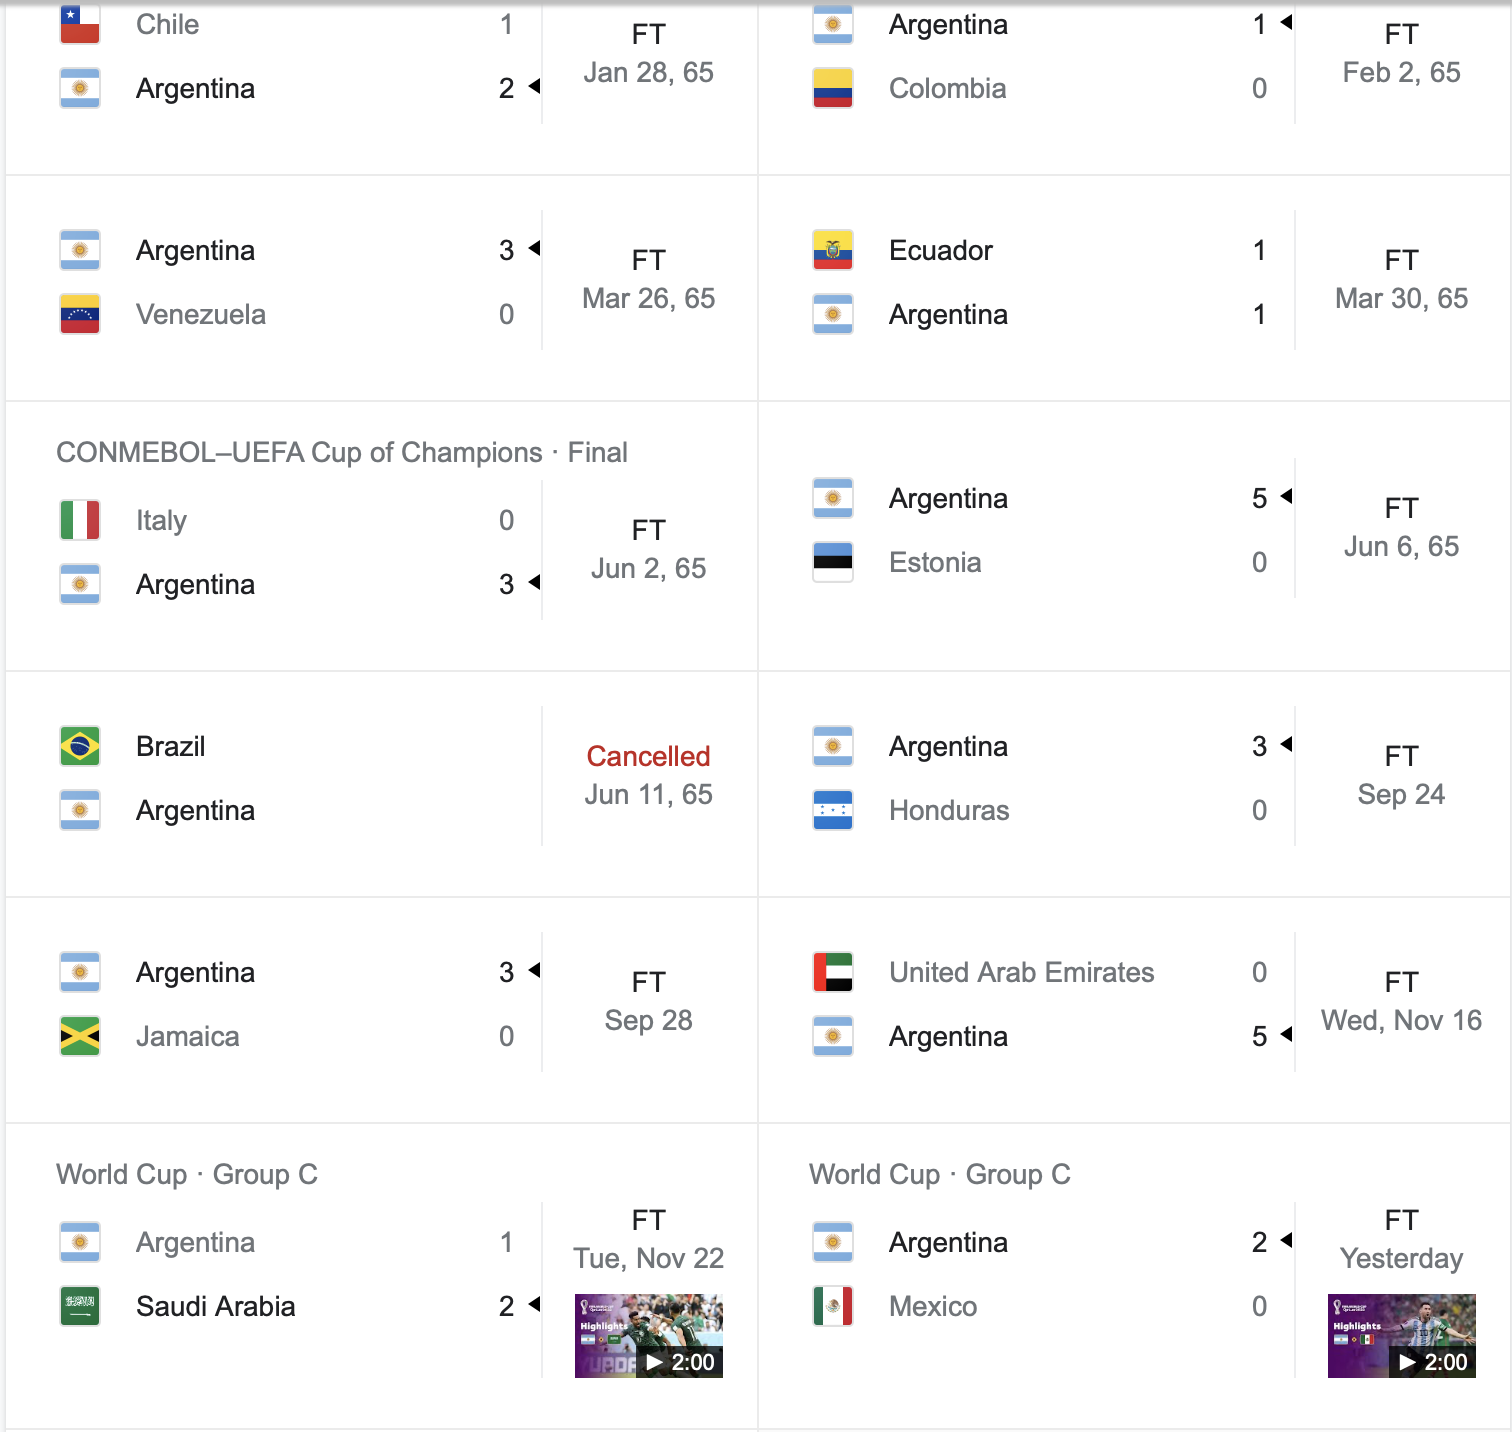 Chile 1
Argentina 2
FT
Jan 28, 65
Argentina 1
Colombia 0
FT
Feb 2, 65
Argentina 3
Venezuela 0
FT
Mar 26, 65
Ecuador 1
Argentina 1
FT
Mar 30, 65
CONMEBOL–UEFA Cup of Champions · Final
Italy 0
Argentina 3
FT
Jun 2, 65
Argentina 5
Estonia 0
FT
Jun 6, 65
Brazil
Argentina
Cancelled
Jun 11, 65
Argentina 3
Honduras 0
FT
Sep 24
Argentina 3
Jamaica 0
FT
Sep 28
United Arab Emirates 0
Argentina 5
FT
Wed, Nov 16
World Cup · Group C
Argentina 1
Saudi Arabia 2
FT
Tue, Nov 22
Highlights
2:00
World Cup · Group C
Argentina 2
Mexico 0
FT
Yesterday
Highlights
2:00